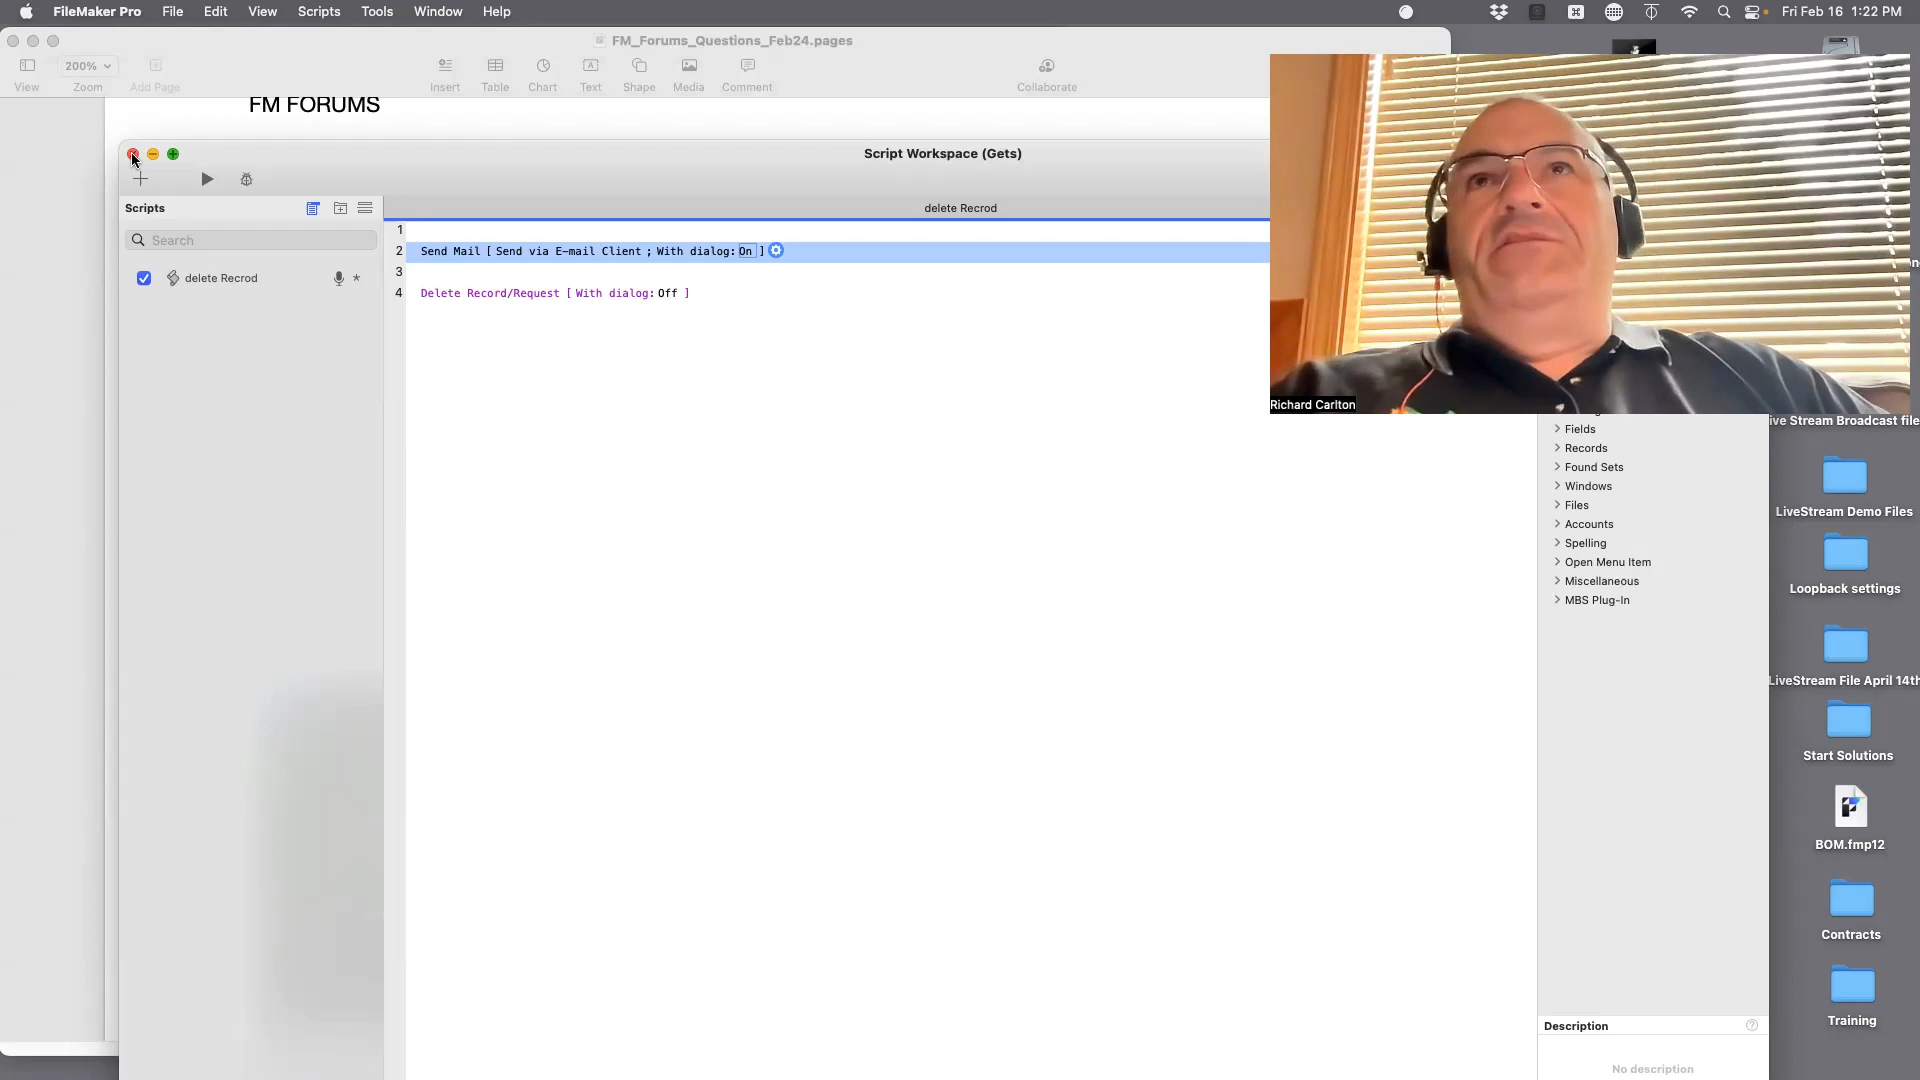 FileMaker Pro File Edit View Scripts Tools Window Help
Fri Feb 16 1:22 PM
FM_Forums_Questions_Feb24.pages
200%
View Zoom Add Page Insert Table Chart Text Shape Media Comment Collaborate
FM FORUMS
Script Workspace (Gets)
Scripts
delete Recrod
Search
delete Recrod *
1
2 Send Mail [ Send via E-mail Client ; With dialog: On ]
3
4 Delete Record/Request [ With dialog: Off ]
Richard Carlton
Fields
Records
Found Sets
Windows
Files
Accounts
Spelling
Open Menu Item
Miscellaneous
MBS Plug-In
Description
No description
ive Stream Broadcast file
LiveStream Demo Files
Loopback settings
LiveStream File April 14th
Start Solutions
BOM.fmp12
Contracts
Training